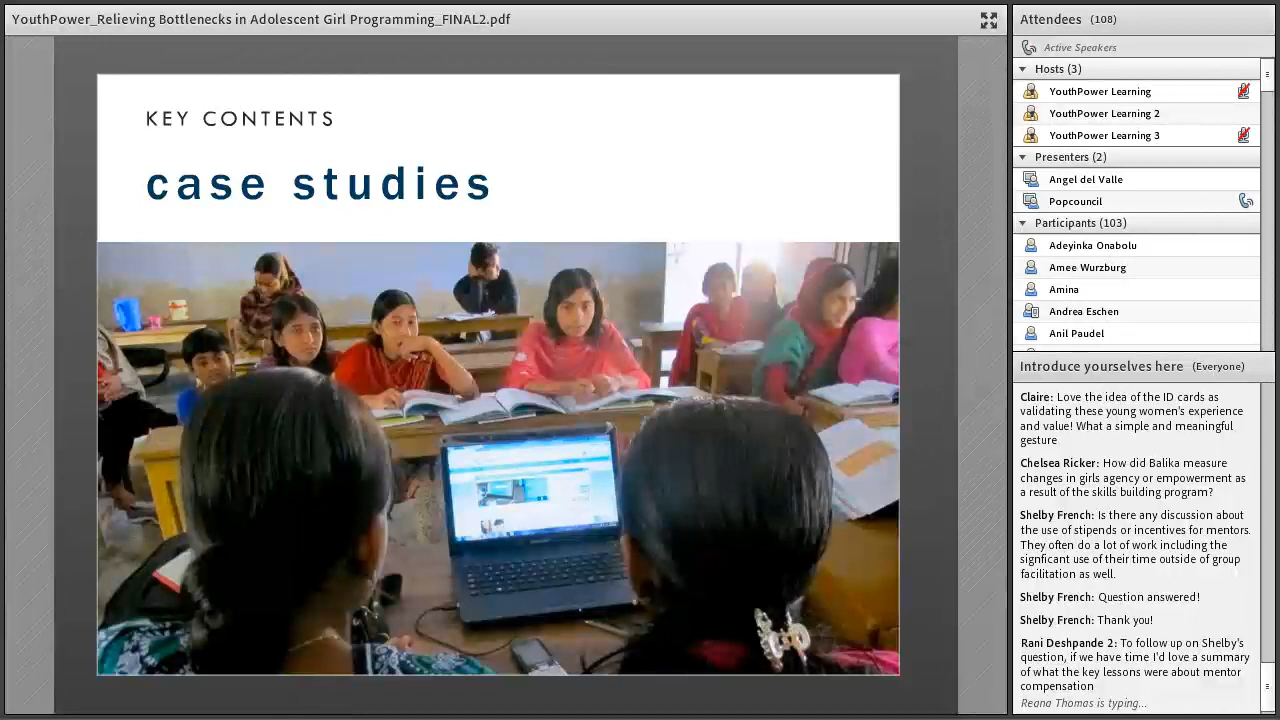 YouthPower_Relieving Bottlenecks in Adolescent Girl Programming_FINAL2.pdf
KEY CONTENTS
case studies
Attendees (108)
Active Speakers
Hosts (3)
YouthPower Learning
YouthPower Learning 2
YouthPower Learning 3
Presenters (2)
Angel del Valle
Popcouncil
Participants (103)
Adeyinka Onabolu
Amee Wurzburg
Amina
Andrea Eschen
Anil Paudel
Introduce yourselves here (Everyone)
Claire: Love the idea of the ID cards as
validating these young women's experience
and value! What a simple and meaningful
gesture
Chelsea Ricker: How did Balika measure
changes in girls agency or empowerment as
a result of the skills building programs?
Shelby French: Is there any discussion about
the use of stipends or incentives for mentors.
They often do a lot of work including the
signficant use of their time outside of group
facilitation as well.
Shelby French: Question answered!
Shelby French: Thank you!
Rani Deshpande 2: To follow up on Shelby's
question, if we have time I'd love a summary
of what the key lessons were about mentor
compensation
Reana Thomas is typing...